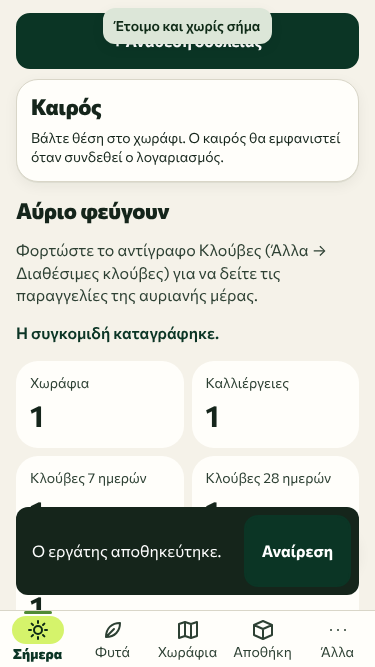 Έτοιμο και χωρίς σήμα
Καιρός
Βάλτε θέση στο χωράφι. Ο καιρός θα εμφανιστεί
όταν συνδεθεί ο λογαριασμός.
Αύριο φεύγουν
Φορτώστε το αντίγραφο Κλούβες (Άλλα →
Διαθέσιμες κλούβες) για να δείτε τις
παραγγελίες της αυριανής μέρας.
Η συγκομιδή καταγράφηκε.
Χωράφια
1
Καλλιέργειες
1
Κλούβες 7 ημερών
Κλούβες 28 ημερών
Ο εργάτης αποθηκεύτηκε.
Αναίρεση
1
Σήμερα
Φυτά
Χωράφια
Αποθήκη
Άλλα